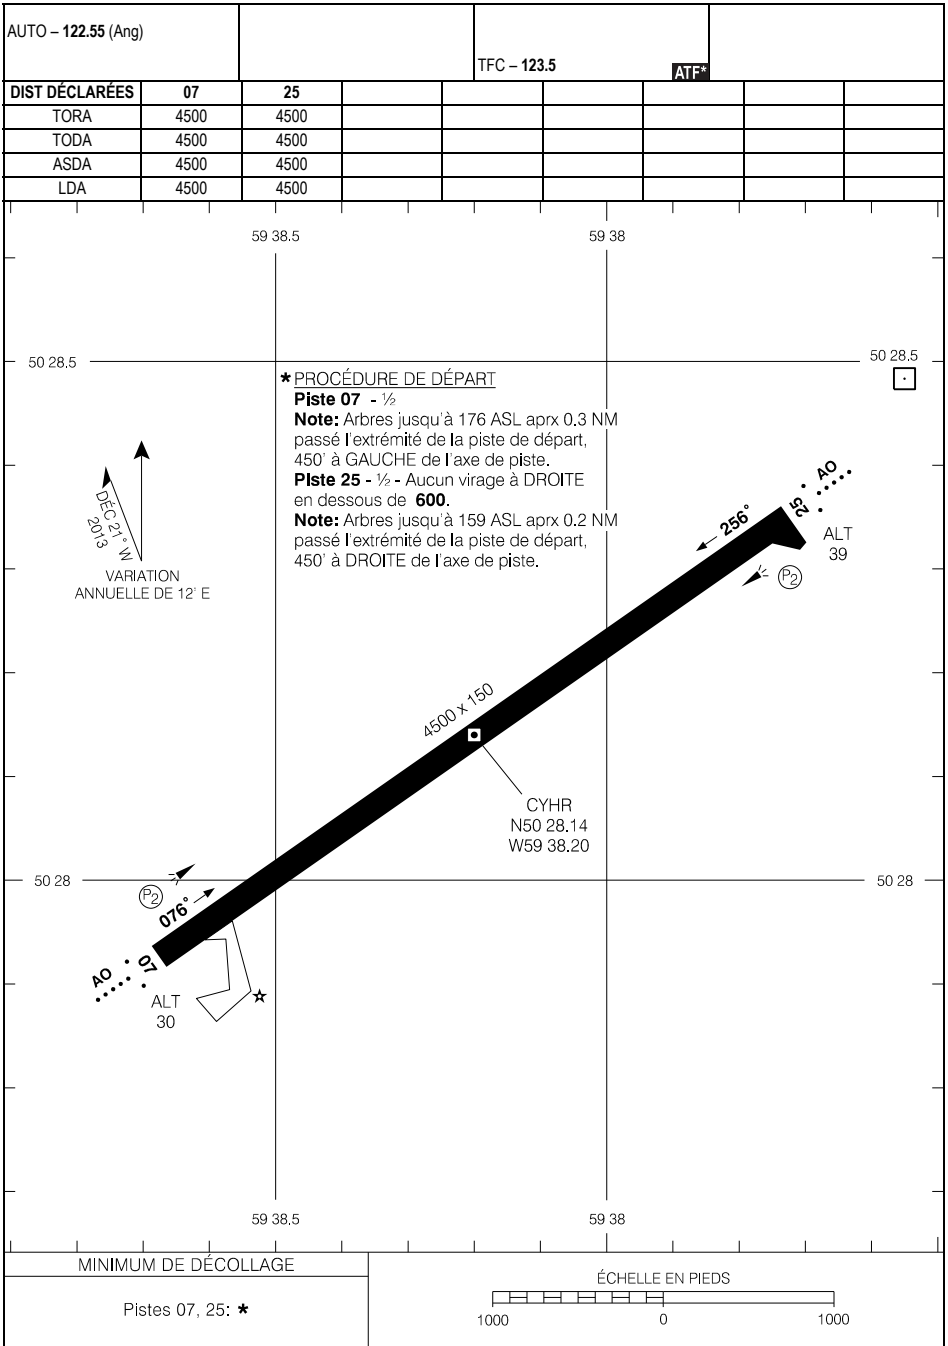 AUTO – 122.55 (Ang)
TFC – 123.5
ATF*
DIST DÉCLARÉES 07 25
TORA 4500 4500
TODA 4500 4500
ASDA 4500 4500
LDA 4500 4500
59 38.5 59 38
50 28.5 50 28.5
* PROCÉDURE DE DÉPART
Piste 07 - ½
Note: Arbres jusqu'à 176 ASL aprx 0.3 NM
passé l'extrémité de la piste de départ,
450' à GAUCHE de l'axe de piste.
Piste 25 - ½ - Aucun virage à DROITE
en dessous de 600.
Note: Arbres jusqu'à 159 ASL aprx 0.2 NM
passé l'extrémité de la piste de départ,
450' à DROITE de l'axe de piste.
DÉC 21° W
2013
VARIATION
ANNUELLE DE 12' E
AO
25
256°
ALT
39
P2
4500 x 150
CYHR
N50 28.14
W59 38.20
50 28 50 28
P2
076°
07
AO
ALT
30
59 38.5 59 38
MINIMUM DE DÉCOLLAGE
Pistes 07, 25: *
ÉCHELLE EN PIEDS
1000 0 1000